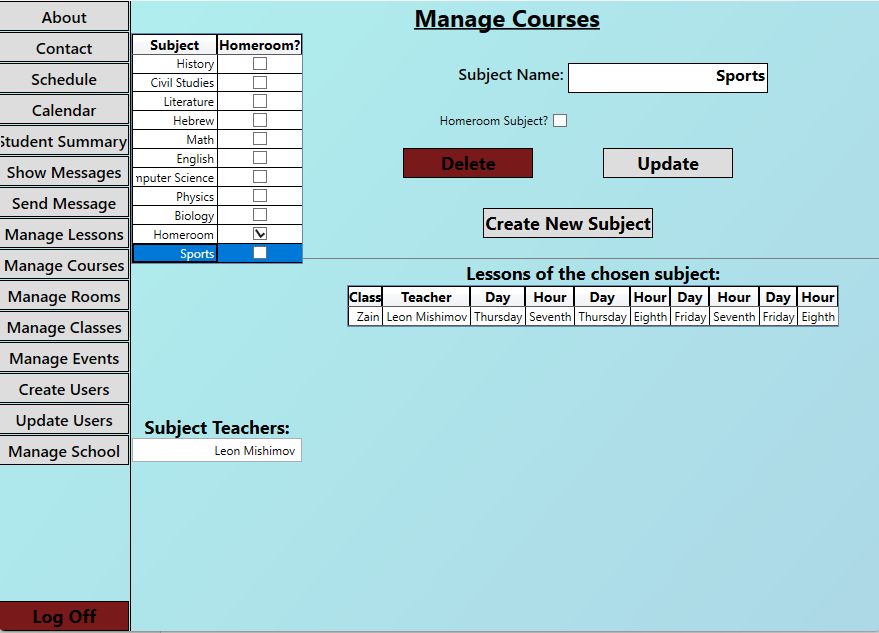 About
Contact
Schedule
Calendar
Student Summary
Show Messages
Send Message
Manage Lessons
Manage Courses
Manage Rooms
Manage Classes
Manage Events
Create Users
Update Users
Manage School
Log Off
Subject Homeroom?
History
Civil Studies
Literature
Hebrew
Math
English
mputer Science
Physics
Biology
Homeroom
Sports
Subject Teachers:
Leon Mishimov
Manage Courses
Subject Name: Sports
Homeroom Subject?
Delete Update
Create New Subject
Lessons of the chosen subject:
Class Teacher Day Hour Day Hour Day Hour Day Hour
Zain Leon Mishimov Thursday Seventh Thursday Eighth Friday Seventh Friday Eighth